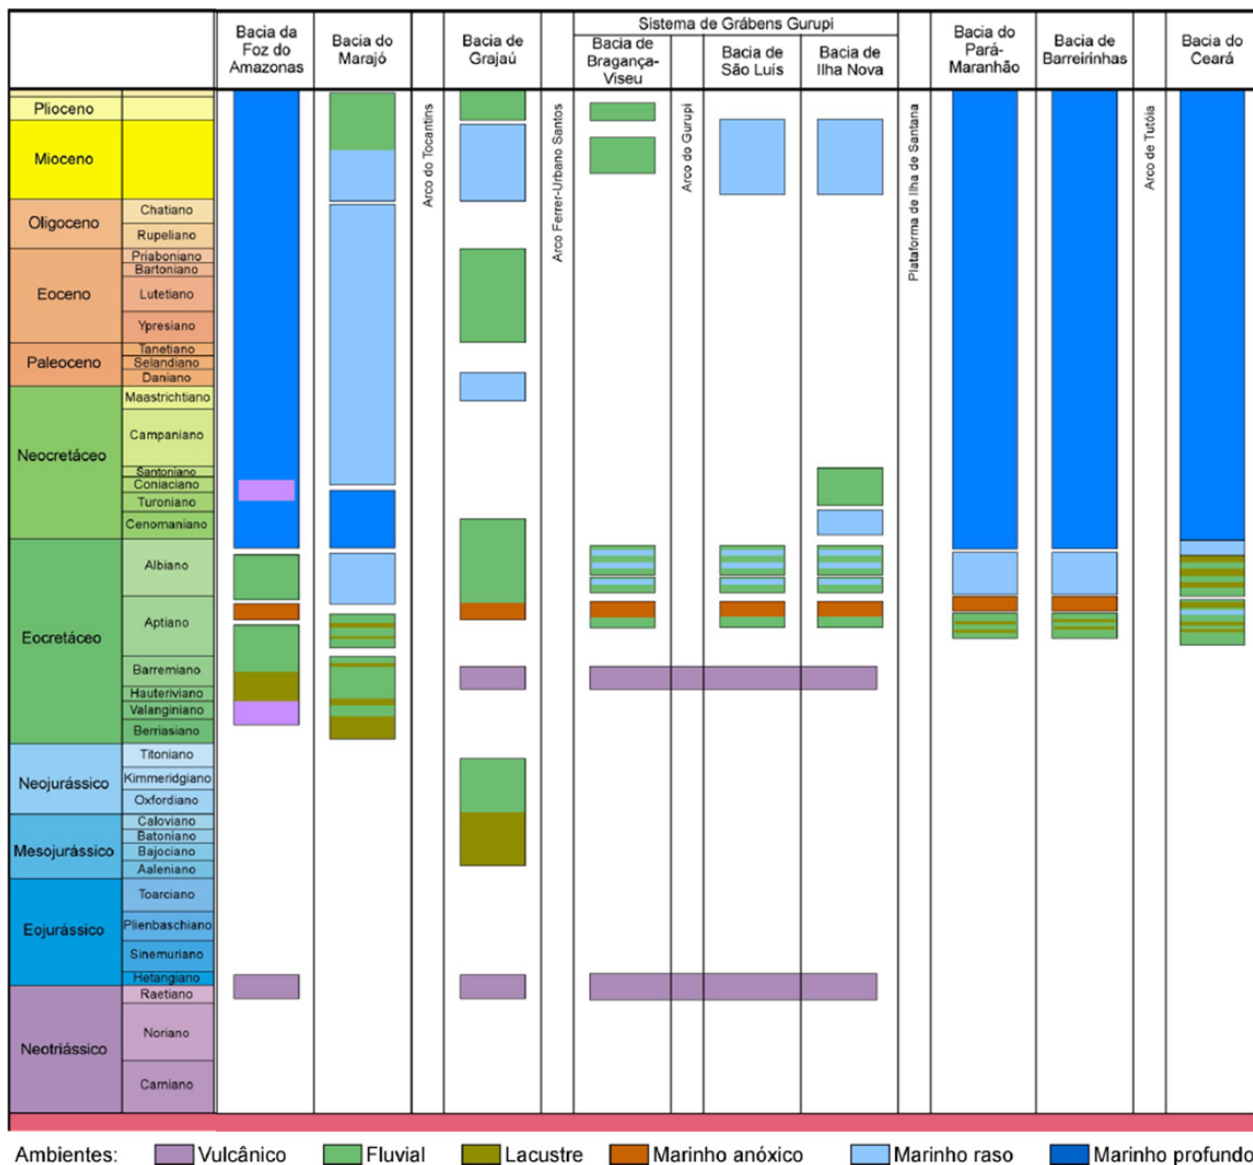 Sistema de Grábens Gurupi
Bacia da
Foz do
Amazonas
Bacia do
Marajó
Bacia de
Grajaú
Bacia de
Bragança-
Viseu
Bacia de
São Luís
Bacia de
Ilha Nova
Bacia do
Pará-
Maranhão
Bacia de
Barreirinhas
Bacia do
Ceará
Arco do Tocantins
Arco Ferrer-Urbano Santos
Arco do Gurupi
Plataforma de Ilha de Santana
Arco de Tutóia
Plioceno
Mioceno
Oligoceno
Chatiano
Rupeliano
Eoceno
Priaboniano
Bartoniano
Lutetiano
Ypresiano
Paleoceno
Tanetiano
Selandiano
Daniano
Neocretáceo
Maastrichtiano
Campaniano
Santoniano
Coniaciano
Turoniano
Cenomaniano
Eocretáceo
Albiano
Aptiano
Barremiano
Hauteriviano
Valanginiano
Berriasiano
Neojurássico
Titoniano
Kimmeridgiano
Oxfordiano
Mesojurássico
Caloviano
Batoniano
Bajociano
Aaleniano
Eojurássico
Toarciano
Plienbaschiano
Sinemuriano
Hetangiano
Neotriássico
Raetiano
Noriano
Carniano
Ambientes: Vulcânico Fluvial Lacustre Marinho anóxico Marinho raso Marinho profundo